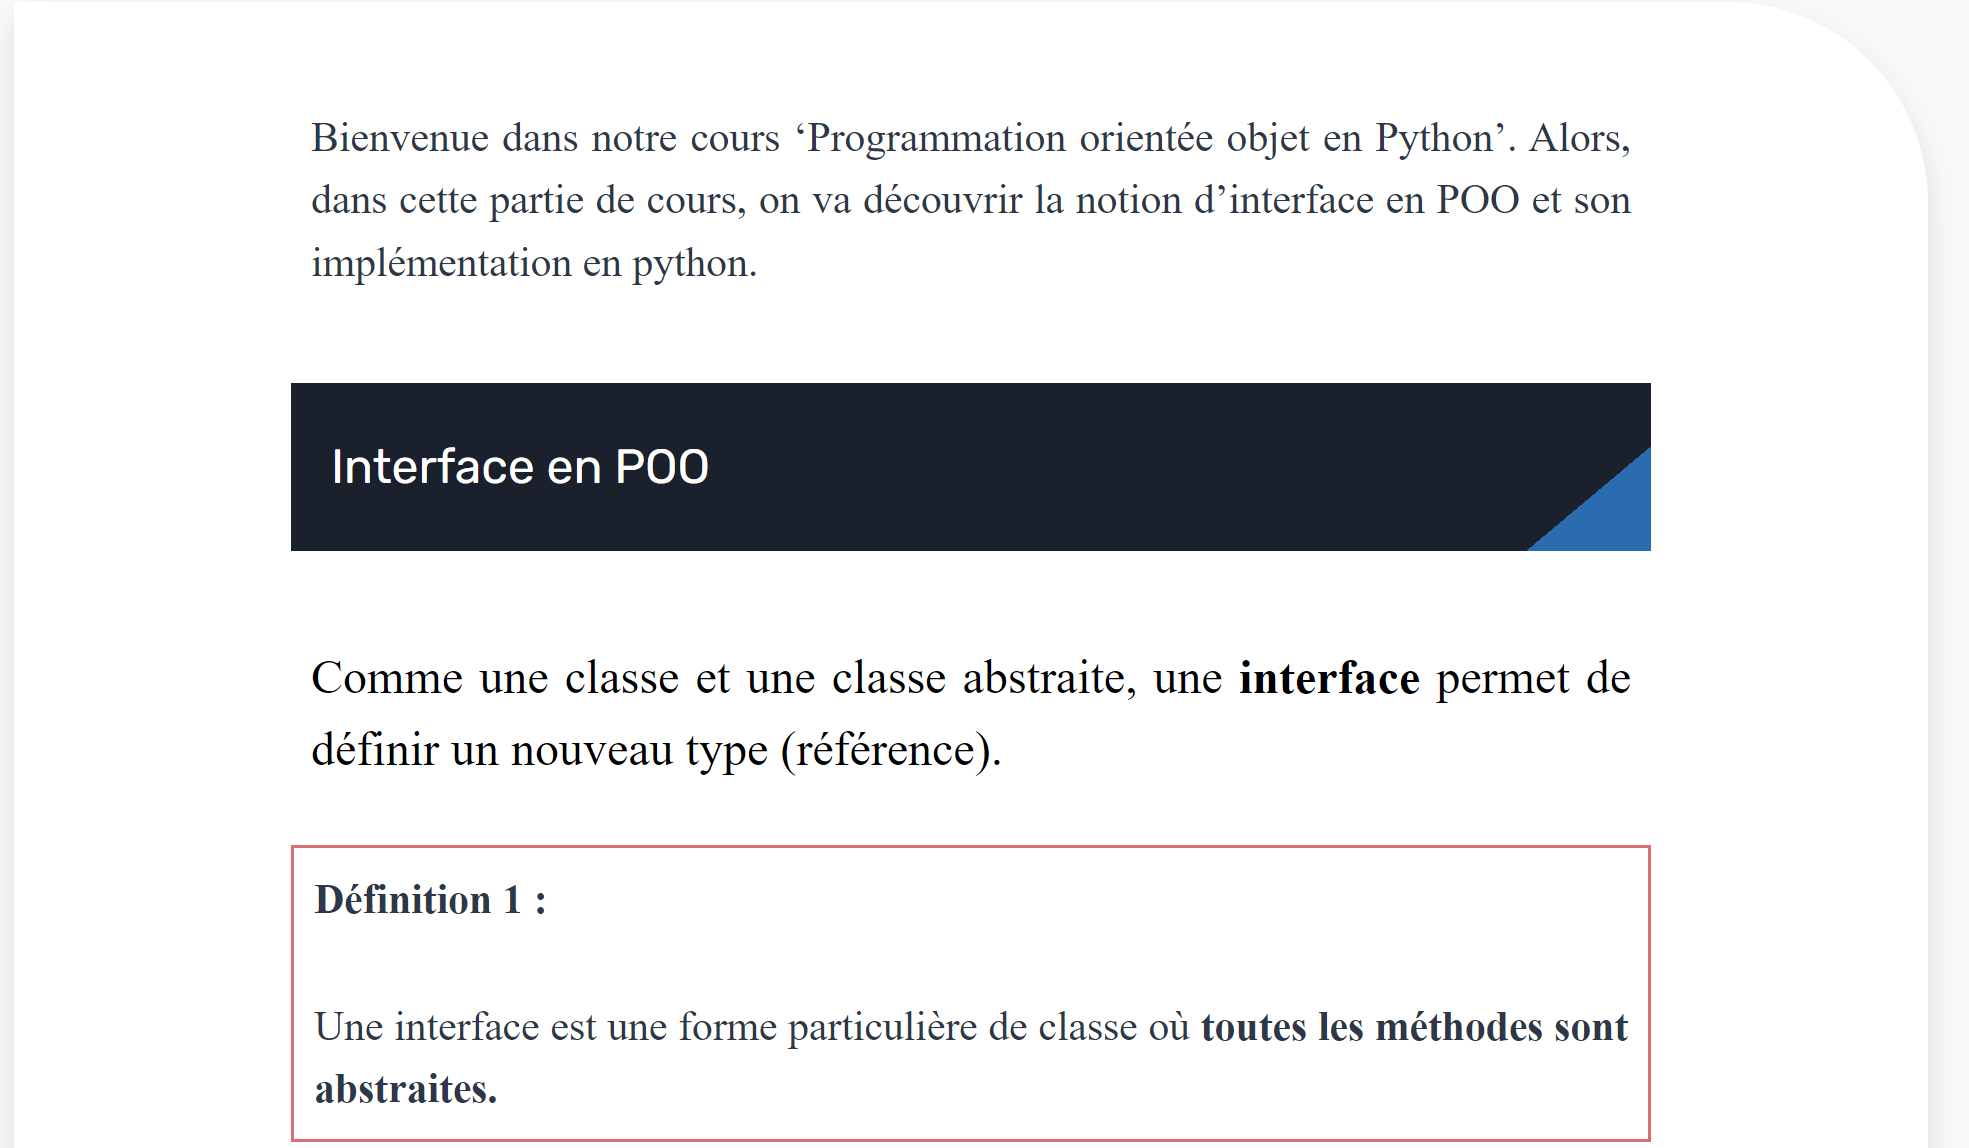 Bienvenue dans notre cours ‘Programmation orientée objet en Python’. Alors,
dans cette partie de cours, on va découvrir la notion d’interface en POO et son
implémentation en python.
Interface en POO
Comme une classe et une classe abstraite, une interface permet de
définir un nouveau type (référence).
Définition 1 :
Une interface est une forme particulière de classe où toutes les méthodes sont
abstraites.